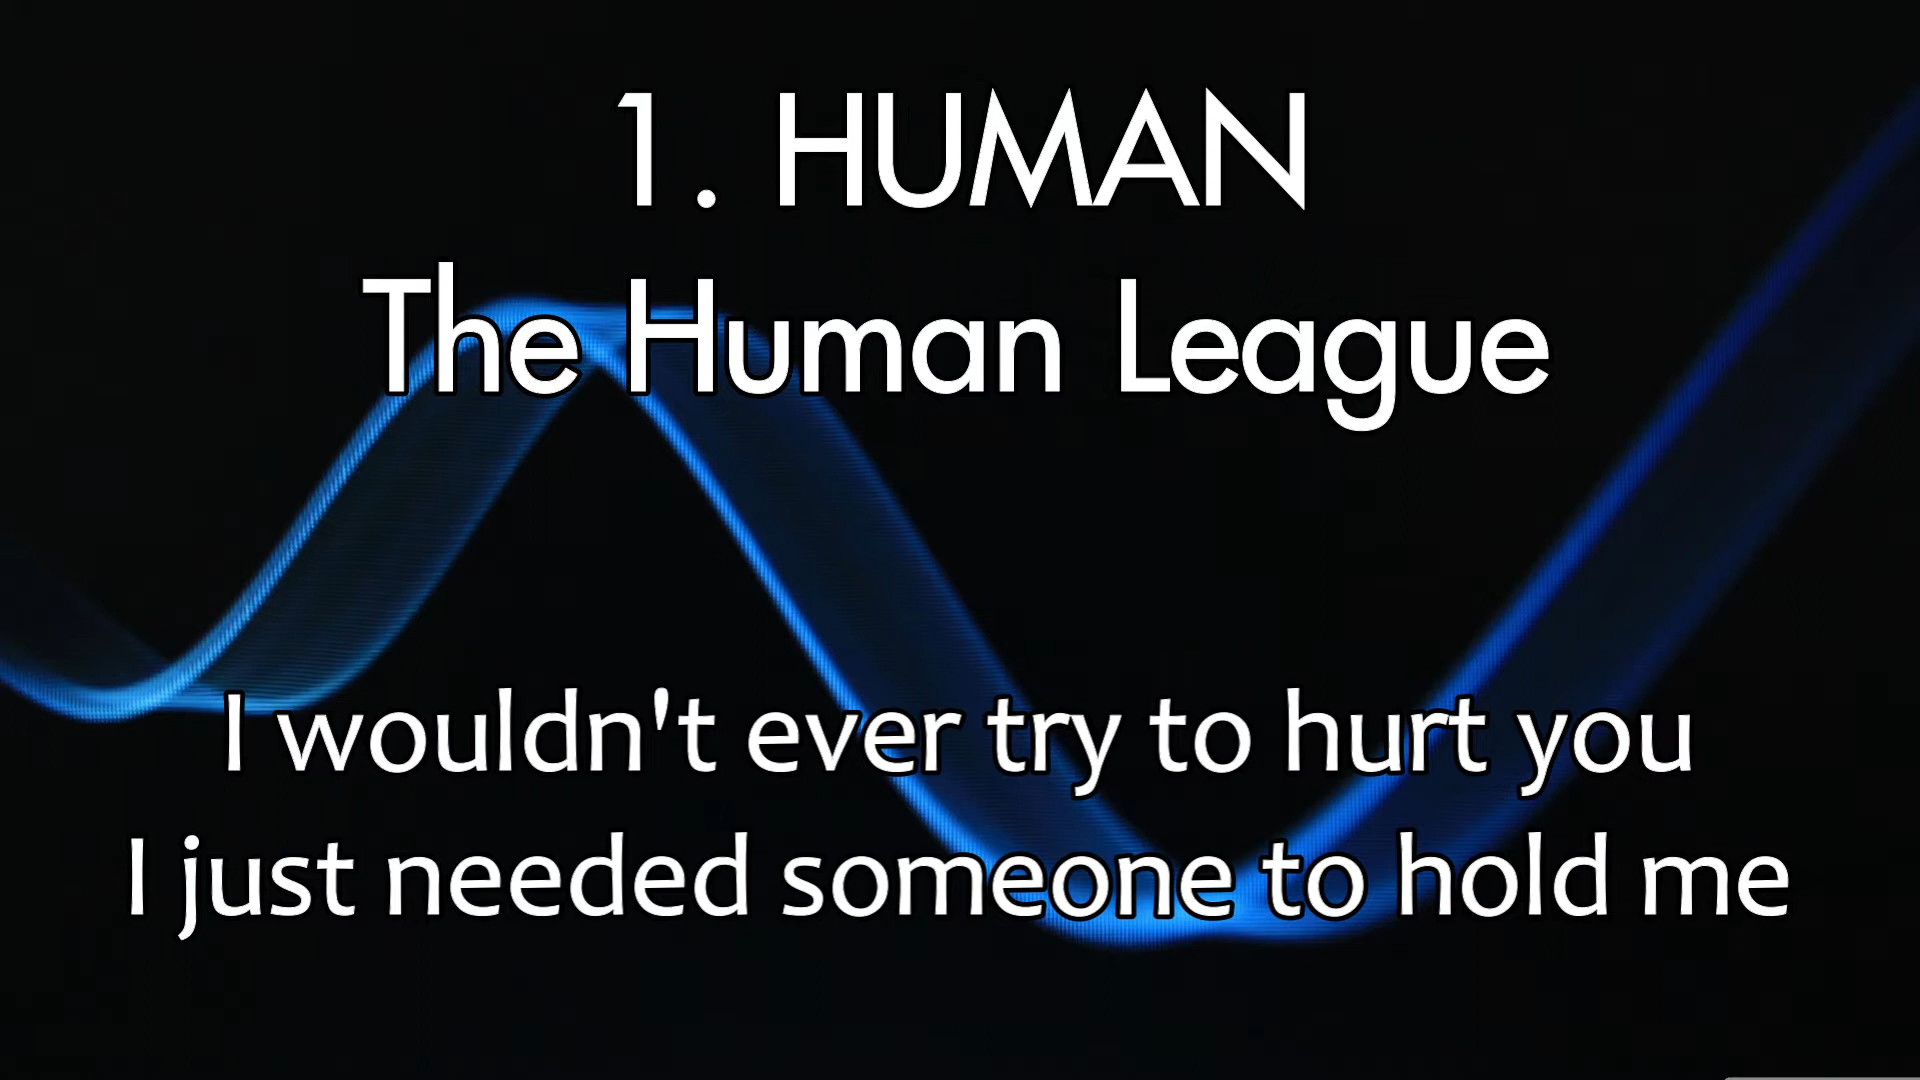 1. HUMAN
The Human League
I wouldn't ever try to hurt you
I just needed someone to hold me